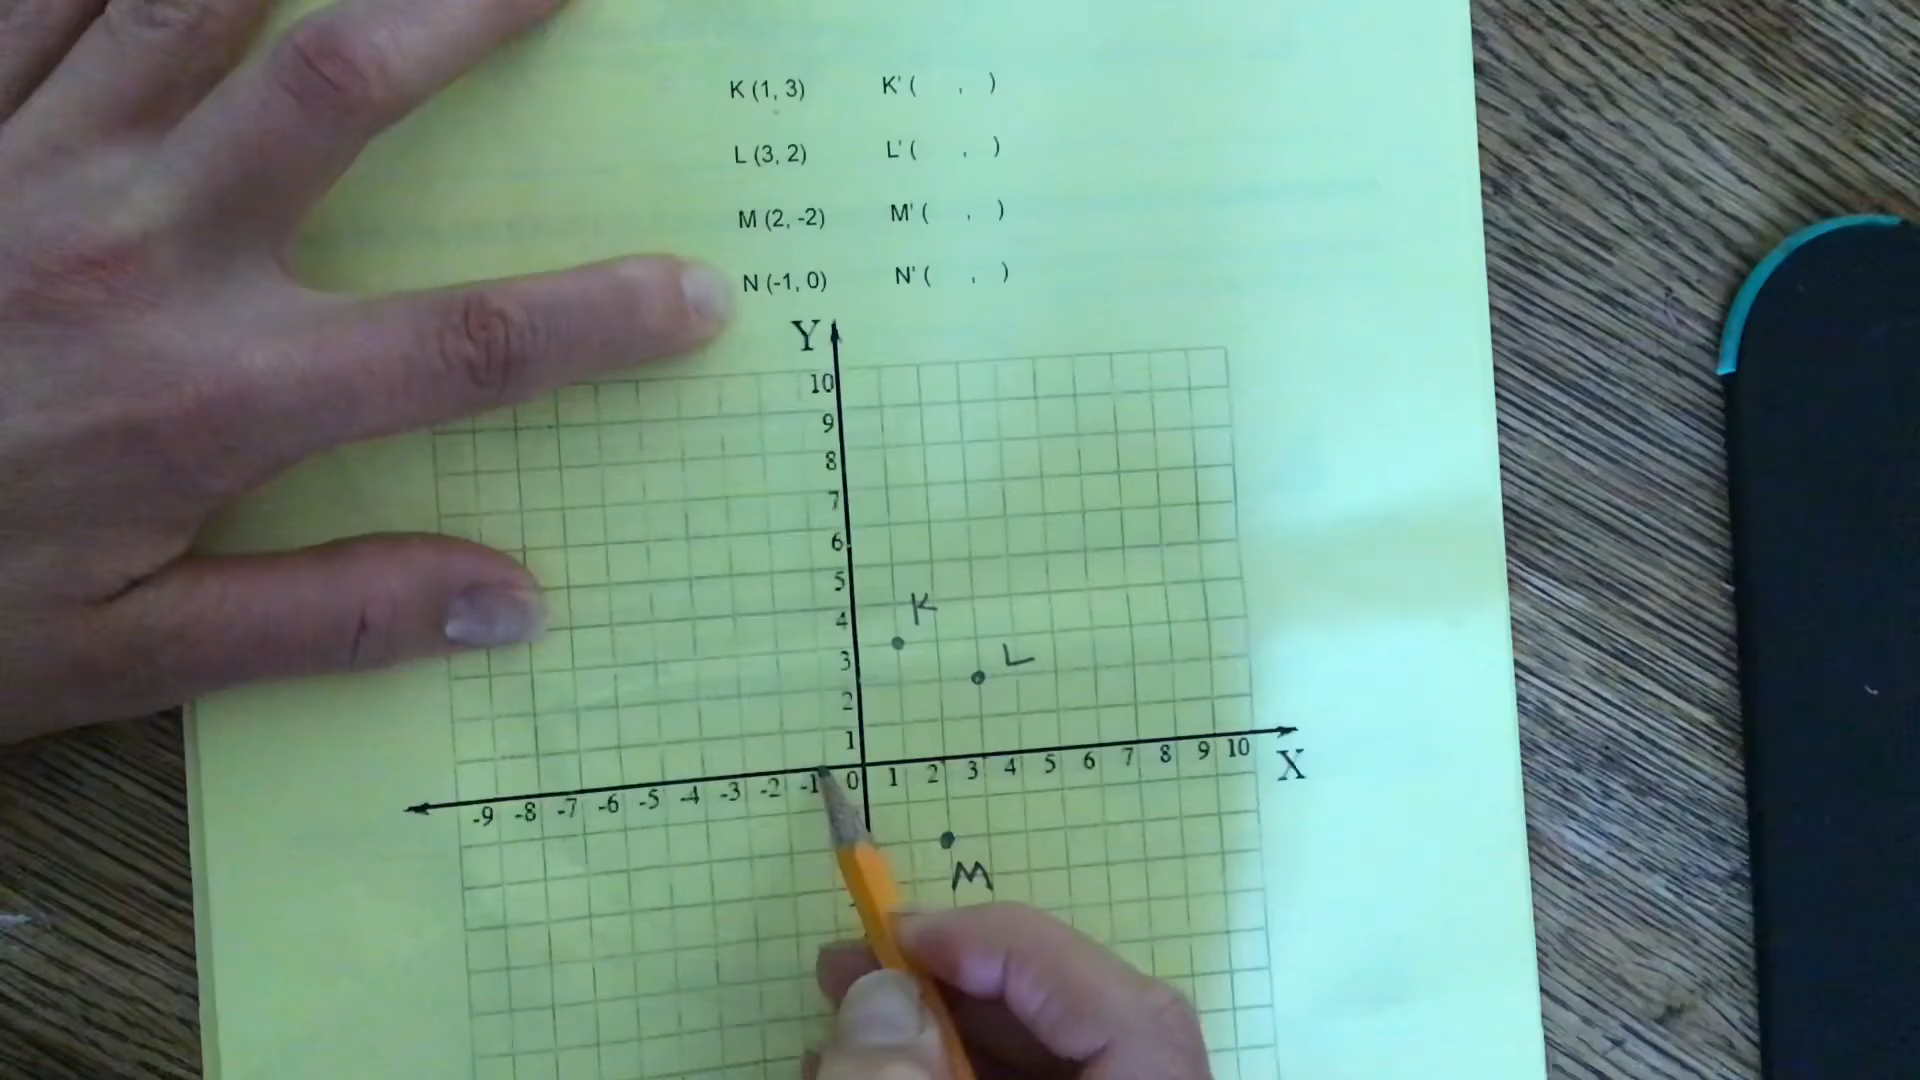 K (1, 3) K' ( , )
L (3, 2) L' ( , )
M (2, -2) M' ( , )
N (-1, 0) N' ( , )
Y
10
9
8
7
6
5
K
4
L
3
2
1
-9 -8 -7 -6 -5 -4 -3 -2 -1 0 1 2 3 4 5 6 7 8 9 10 X
M